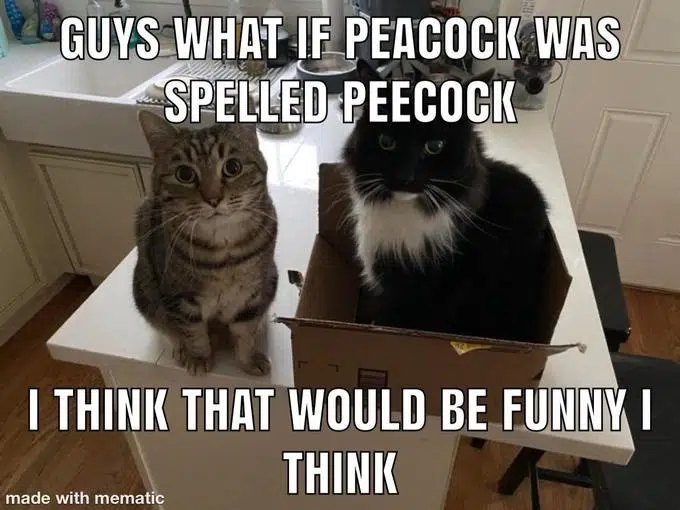 GUYS WHAT IF PEACOCK WAS
SPELLED PEECOCK
I THINK THAT WOULD BE FUNNY I
THINK
made with mematic